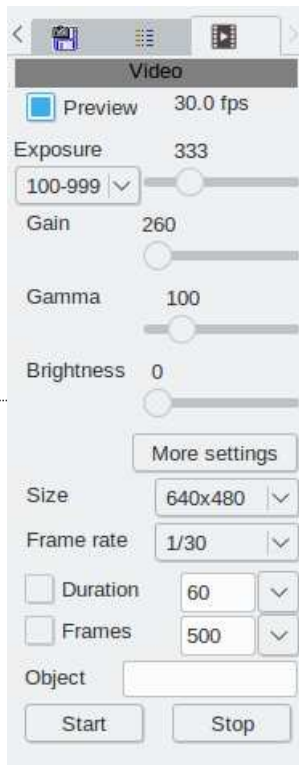 Video
Preview 30.0 fps
Exposure 333
100-999
Gain 260
Gamma 100
Brightness 0
More settings
Size 640x480
Frame rate 1/30
Duration 60
Frames 500
Object
Start Stop